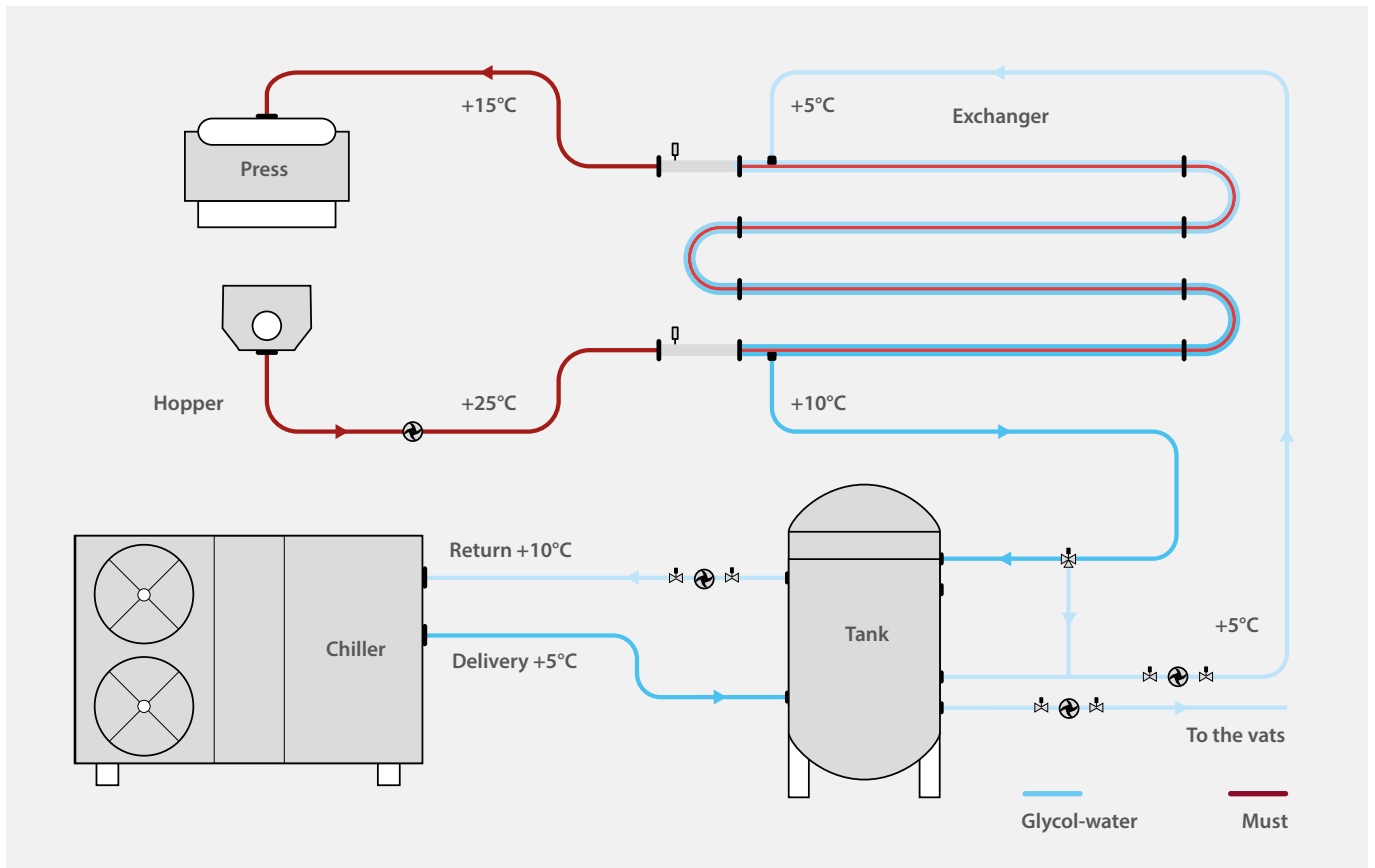 +15°C
+5°C
Exchanger
Press
Hopper
+25°C
+10°C
Return +10°C
Chiller
Delivery +5°C
Tank
+5°C
To the vats
Glycol-water
Must